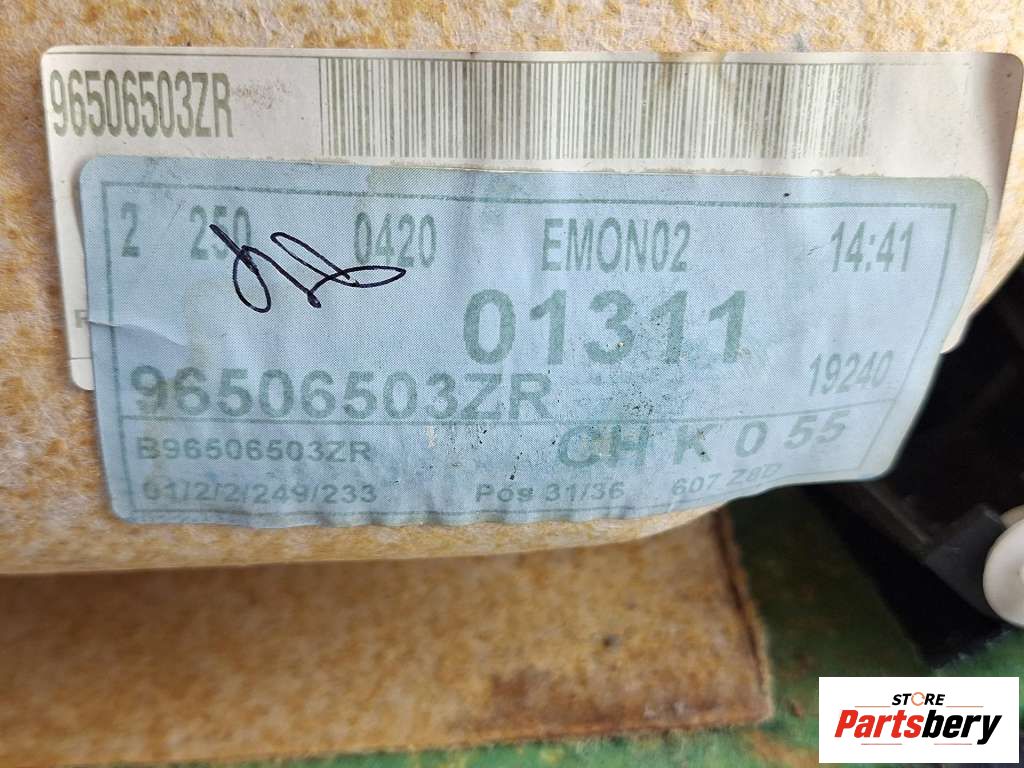 96506503ZR
2 250 0420 EMON02 14:41
01311
96506503ZR 19240
B96506503ZR CH K 0 55
01/2/2/249/233 Pos 31/36 607 Z8D
STORE
Partsbery